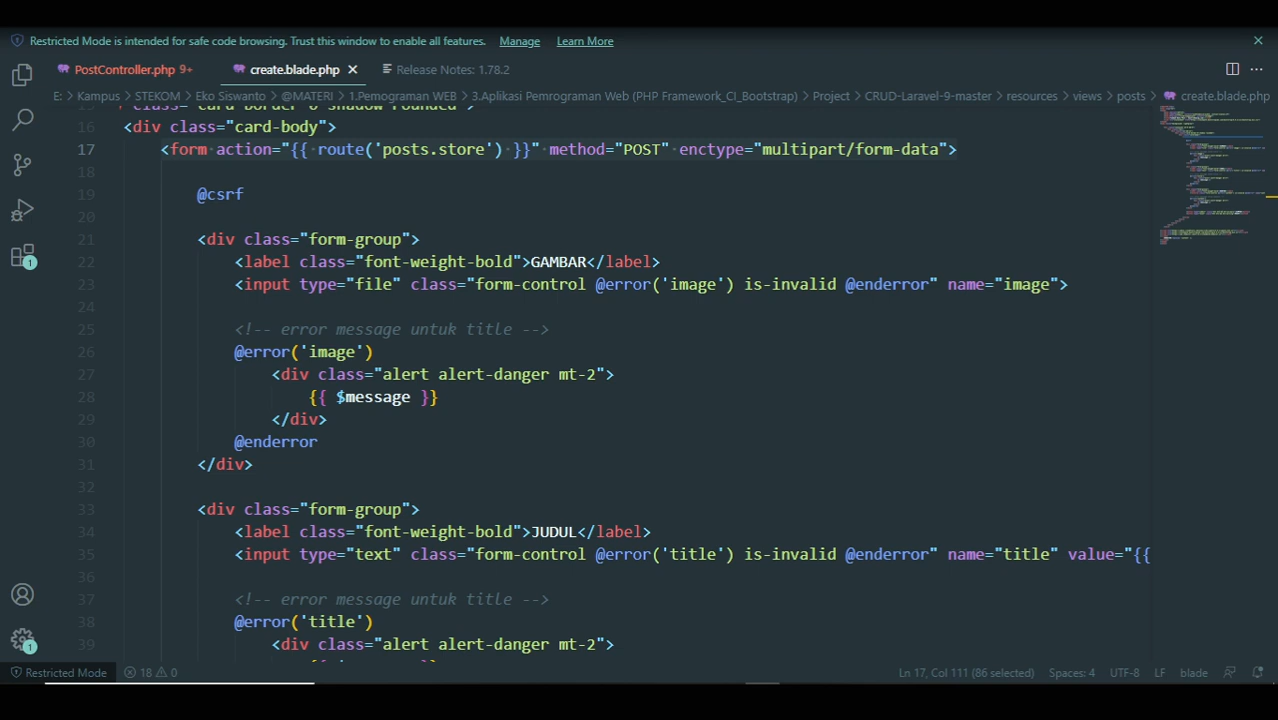 Restricted Mode is intended for safe code browsing. Trust this window to enable all features. Manage Learn More
PostController.php 9+ create.blade.php Release Notes: 1.78.2
E: > Kampus > STEKOM > Eko Siswanto > @MATERI > 1.Pemograman WEB > 3.Aplikasi Pemrograman Web (PHP Framework_CI_Bootstrap) > Project > CRUD-Laravel-9-master > resources > views > posts > create.blade.php
class="card border-0 shadow rounded">
16 <div class="card-body">
17 <form action="{{ route('posts.store') }}" method="POST" enctype="multipart/form-data">
18
19 @csrf
20
21 <div class="form-group">
22 <label class="font-weight-bold">GAMBAR</label>
23 <input type="file" class="form-control @error('image') is-invalid @enderror" name="image">
24
25 <!-- error message untuk title -->
26 @error('image')
27 <div class="alert alert-danger mt-2">
28 {{ $message }}
29 </div>
30 @enderror
31 </div>
32
33 <div class="form-group">
34 <label class="font-weight-bold">JUDUL</label>
35 <input type="text" class="form-control @error('title') is-invalid @enderror" name="title" value="{{
36
37 <!-- error message untuk title -->
38 @error('title')
39 <div class="alert alert-danger mt-2">
1
1
Restricted Mode 18 0 Ln 17, Col 111 (86 selected) Spaces: 4 UTF-8 LF blade